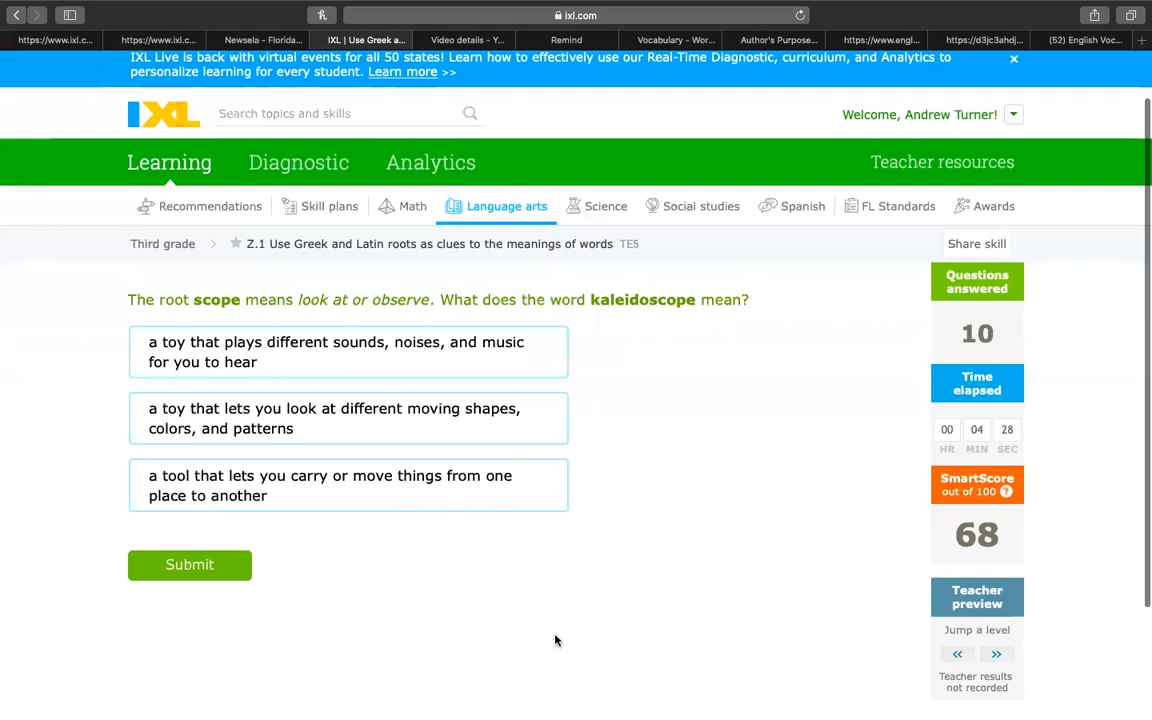 ixl.com
https://www.ixl.c...
https://www.ixl.c...
Newsela - Florida...
IXL | Use Greek a...
Video details - Y...
Remind
Vocabulary - Wor...
Author's Purpose...
https://www.engl...
https://d3jc3ahdj...
(52) English Voc...
IXL Live is back with virtual events for all 50 states! Learn how to effectively use our Real-Time Diagnostic, curriculum, and Analytics to
personalize learning for every student. Learn more >>
IXL
Search topics and skills
Welcome, Andrew Turner!
Learning
Diagnostic
Analytics
Teacher resources
Recommendations
Skill plans
Math
Language arts
Science
Social studies
Spanish
FL Standards
Awards
Third grade
Z.1 Use Greek and Latin roots as clues to the meanings of words TE5
Share skill
The root scope means look at or observe. What does the word kaleidoscope mean?
a toy that plays different sounds, noises, and music
for you to hear
a toy that lets you look at different moving shapes,
colors, and patterns
a tool that lets you carry or move things from one
place to another
Submit
Questions
answered
10
Time
elapsed
00 04 28
HR MIN SEC
SmartScore
out of 100 ?
68
Teacher
preview
Jump a level
<< >>
Teacher results
not recorded